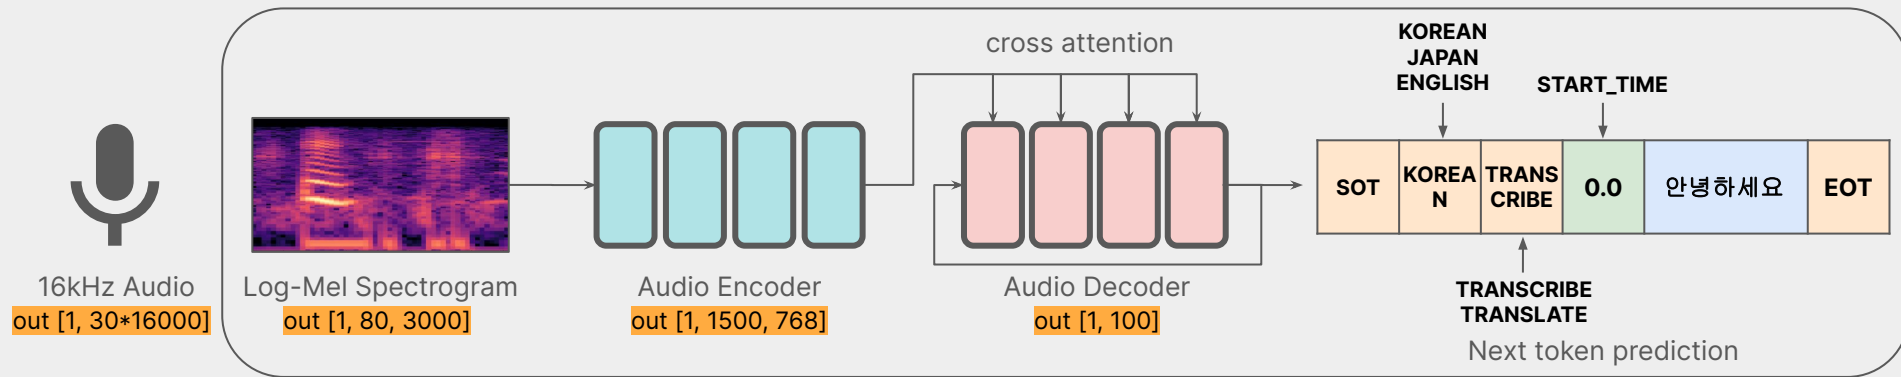 cross attention
KOREAN
JAPAN
ENGLISH
START_TIME
SOT
KOREA
N
TRANS
CRIBE
0.0
안녕하세요
EOT
16kHz Audio
out [1, 30*16000]
Log-Mel Spectrogram
out [1, 80, 3000]
Audio Encoder
out [1, 1500, 768]
Audio Decoder
out [1, 100]
TRANSCRIBE
TRANSLATE
Next token prediction